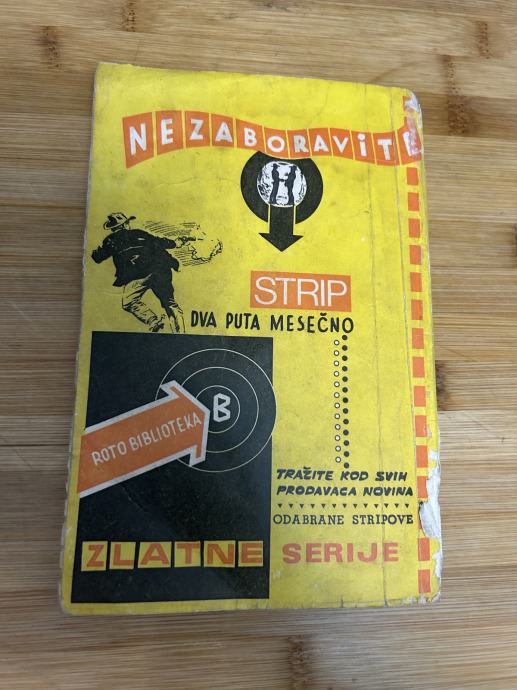 NEZABORAVITE
STRIP
DVA PUTA MESEČNO
B
ROTO BIBLIOTEKA
TRAŽITE KOD SVIH
PRODAVACA NOVINA
ODABRANE STRIPOVE
ZLATNE SERIJE